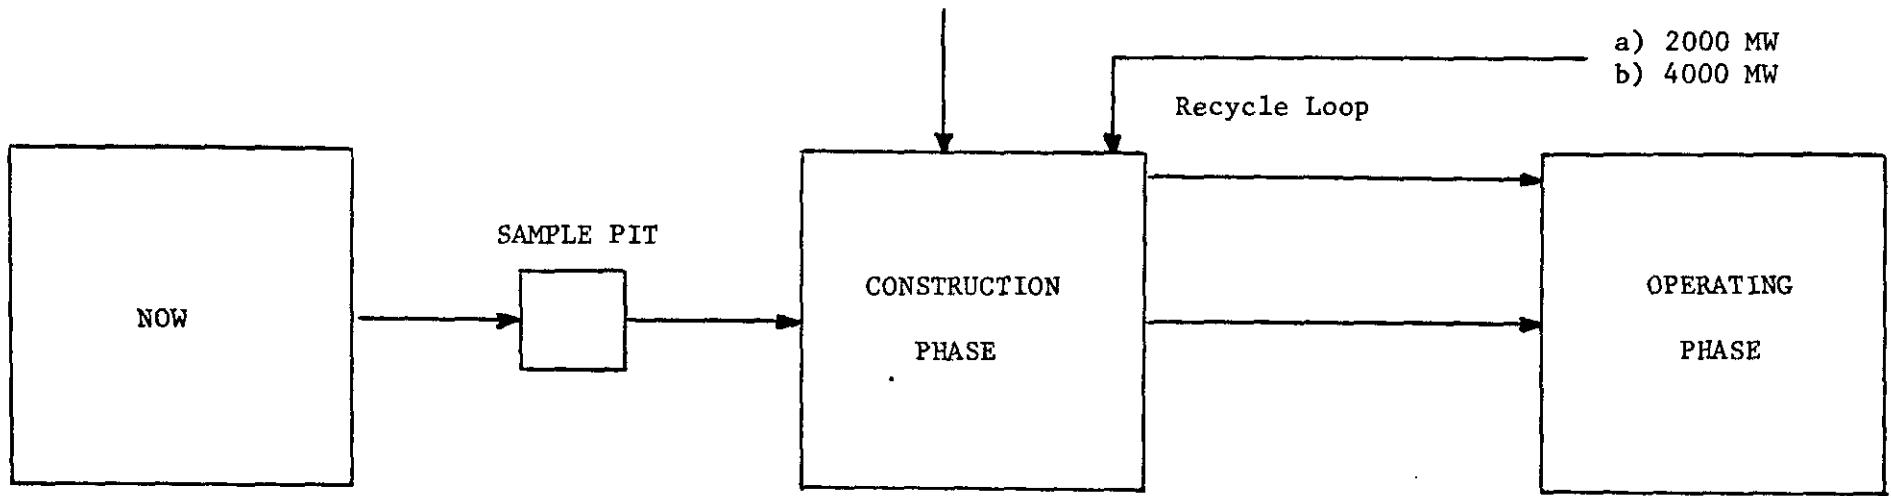 a) 2000 MW
b) 4000 MW
Recycle Loop
SAMPLE PIT
NOW
CONSTRUCTION
PHASE
OPERATING
PHASE